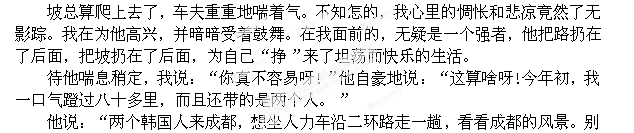 坡总算爬上去了，车夫重重地喘着气。不知怎的，我心里的惆怅和悲凉竟然了无
影踪。我在为他高兴，并暗暗受着鼓舞。在我面前的，无疑是一个强者，他把路扔在
了后面，把坡扔在了后面，为自己“挣”来了坦荡而快乐的生活。
待他喘息稍定，我说：“你真不容易呀！”他自豪地说：“这算啥呀！今年初，我
一口气蹬过八十多里，而且还带的是两个人。”
他说：“两个韩国人来成都，想坐人力车沿二环路走一趟，看看成都的风景。别